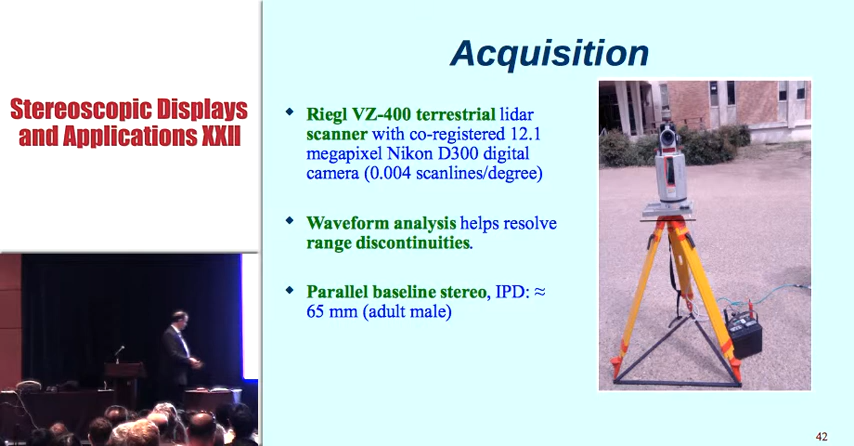 Stereoscopic Displays
and Applications XXII
Acquisition
Riegl VZ-400 terrestrial lidar
scanner with co-registered 12.1
megapixel Nikon D300 digital
camera (0.004 scanlines/degree)
Waveform analysis helps resolve
range discontinuities.
Parallel baseline stereo, IPD: ≈
65 mm (adult male)
42